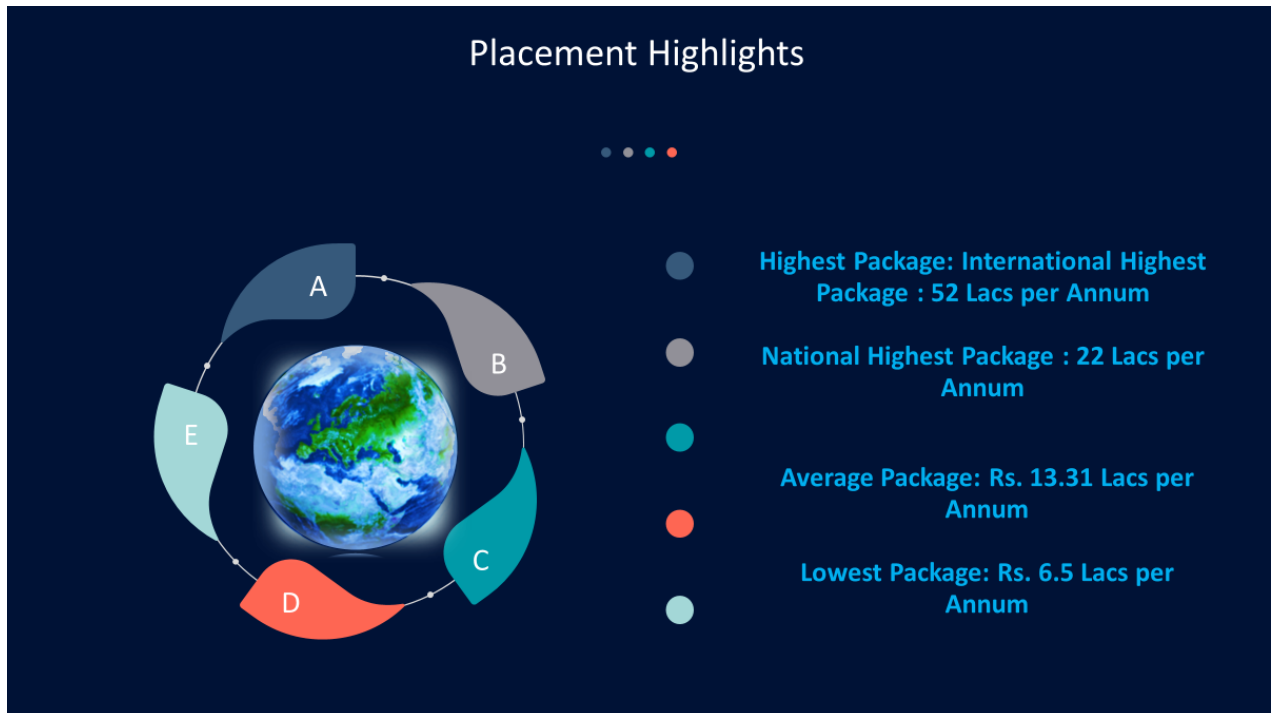 Placement Highlights
A
B
C
D
E
Highest Package: International Highest
Package : 52 Lacs per Annum
National Highest Package : 22 Lacs per
Annum
Average Package: Rs. 13.31 Lacs per
Annum
Lowest Package: Rs. 6.5 Lacs per
Annum